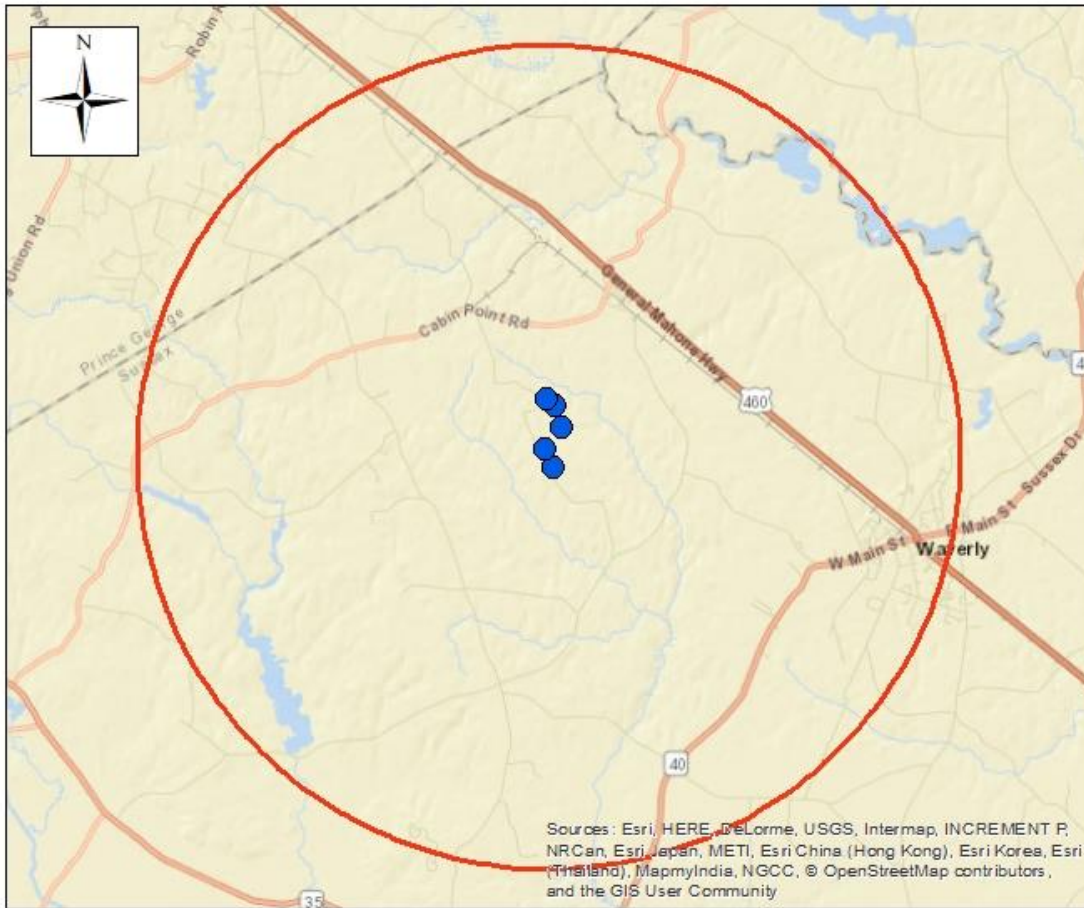 N
Robin R
g Union Rd
Prince George
Sussex
Cabin Point Rd
General Mahone Hwy
460
4
Sussex Dr
E Main St
W Main St
Waverly
40
35
Sources: Esri, HERE, DeLorme, USGS, Intermap, INCREMENT P,
NRCan, Esri Japan, METI, Esri China (Hong Kong), Esri Korea, Esri
(Thailand), MapmyIndia, NGCC, © OpenStreetMap contributors,
and the GIS User Community